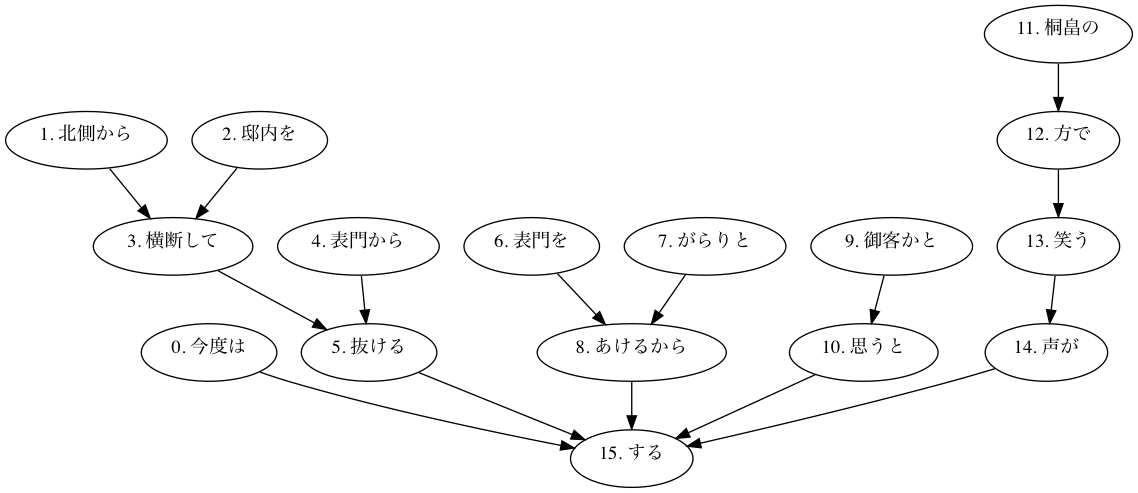 11. 桐畠の
1. 北側から
2. 邸内を
12. 方で
3. 横断して
4. 表門から
6. 表門を
7. がらりと
9. 御客かと
13. 笑う
0. 今度は
5. 抜ける
8. あけるから
10. 思うと
14. 声が
15. する